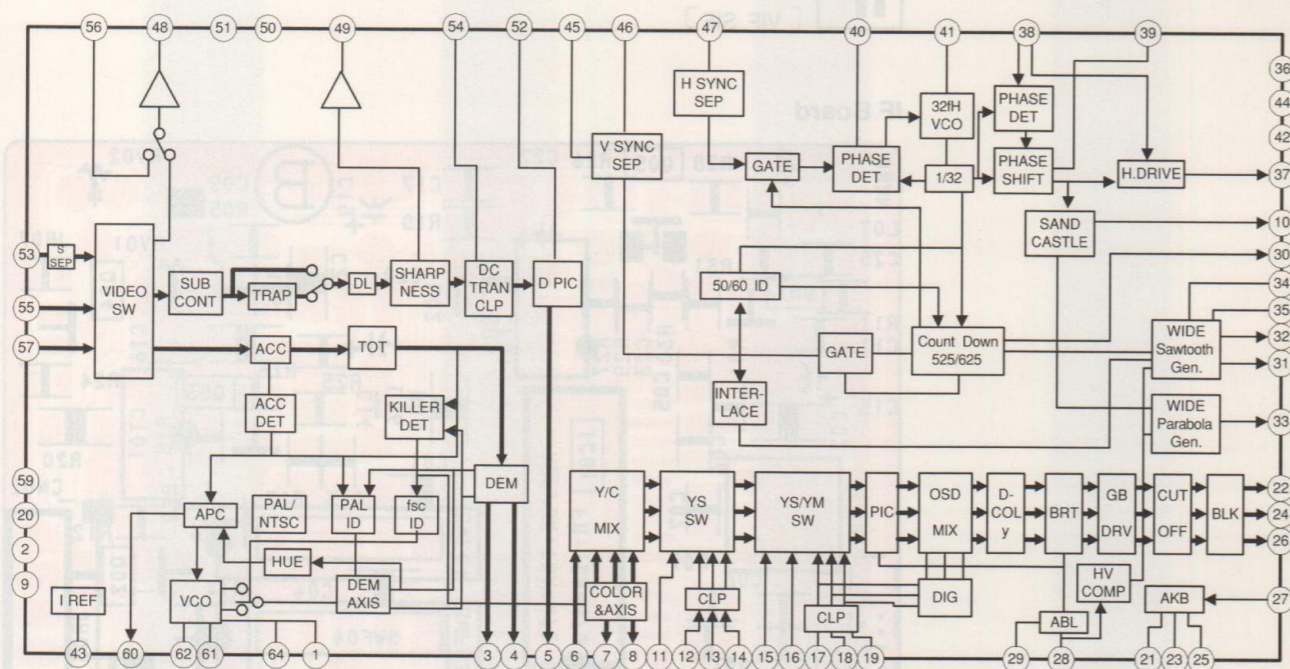 56 48 51 50 49 54 52 45 46 47 40 41 38 39
36
44
42
37
10
30
34
35
32
31
33
22
24
26
27
53
55
57
59
20
2
9
H SYNC
SEP
V SYNC
SEP
GATE
PHASE
DET
32fH
VCO
1/32
PHASE
DET
PHASE
SHIFT
H.DRIVE
SAND
CASTLE
S
SEP
VIDEO
SW
SUB
CONT
TRAP
DL
SHARP
NESS
DC
TRAN
CLP
D PIC
50/60 ID
GATE
Count Down
525/625
WIDE
Sawtooth
Gen.
INTER-
LACE
WIDE
Parabola
Gen.
ACC
TOT
ACC
DET
KILLER
DET
DEM
APC
PAL/
NTSC
PAL
ID
fsc
ID
HUE
VCO
DEM
AXIS
I REF
Y/C
MIX
YS
SW
YS/YM
SW
PIC
OSD
MIX
D-
COLy
BRT
GB
DRV
CUT
OFF
BLK
COLOR
&AXIS
CLP
CLP
DIG
HV
COMP
ABL
AKB
43 60 62 61 64 1 3 4 5 6 7 8 11 12 13 14 15 16 17 18 19 29 28 21 23 25
IF Board